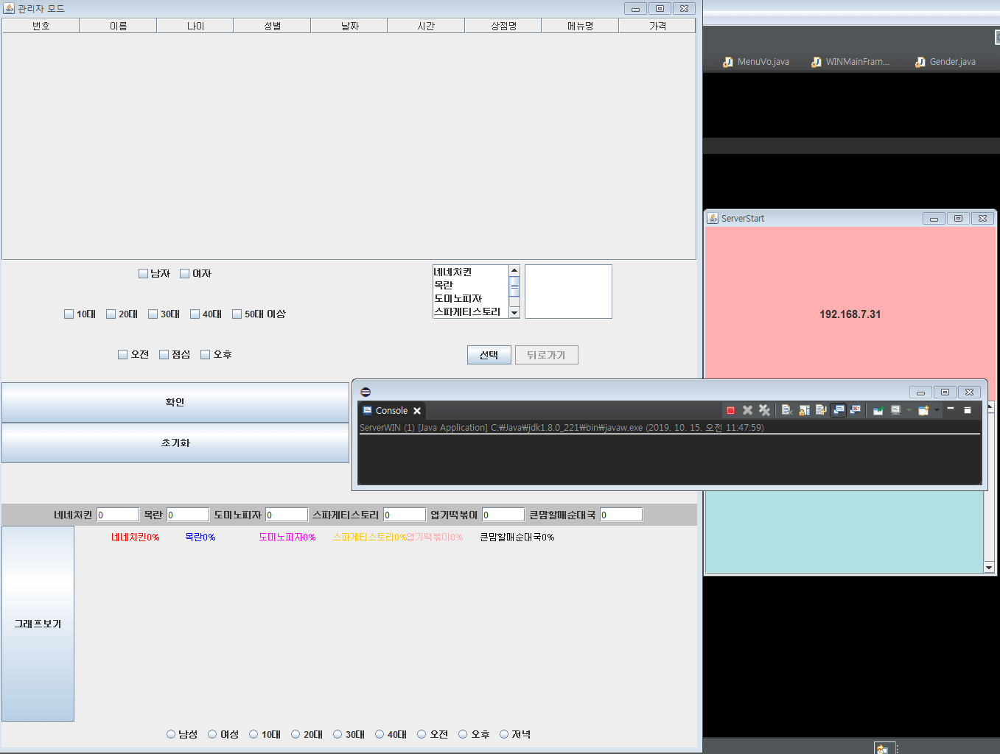 관리자 모드
번호 이름 나이 성별 날짜 시간 상점명 메뉴명 가격
MenuVo.java WINMainFram... Gender.java
남자 여자
10대 20대 30대 40대 50대 이상
오전 점심 오후
네네치킨
목란
도미노피자
스파게티스토리
선택 뒤로가기
확인
초기화
ServerStart
192.168.7.31
Console
ServerWIN (1) [Java Application] C:₩Java₩jdk1.8.0_221₩bin₩javaw.exe (2019. 10. 15. 오전 11:47:59)
네네치킨 0 목란 0 도미노피자 0 스파게티스토리 0 엽기떡볶이 0 큰맘할매순대국 0
네네치킨0% 목란0% 도미노피자0% 스파게티스토리0% 엽기떡볶이0% 큰맘할매순대국0%
그래프보기
남성 여성 10대 20대 30대 40대 오전 오후 저녁